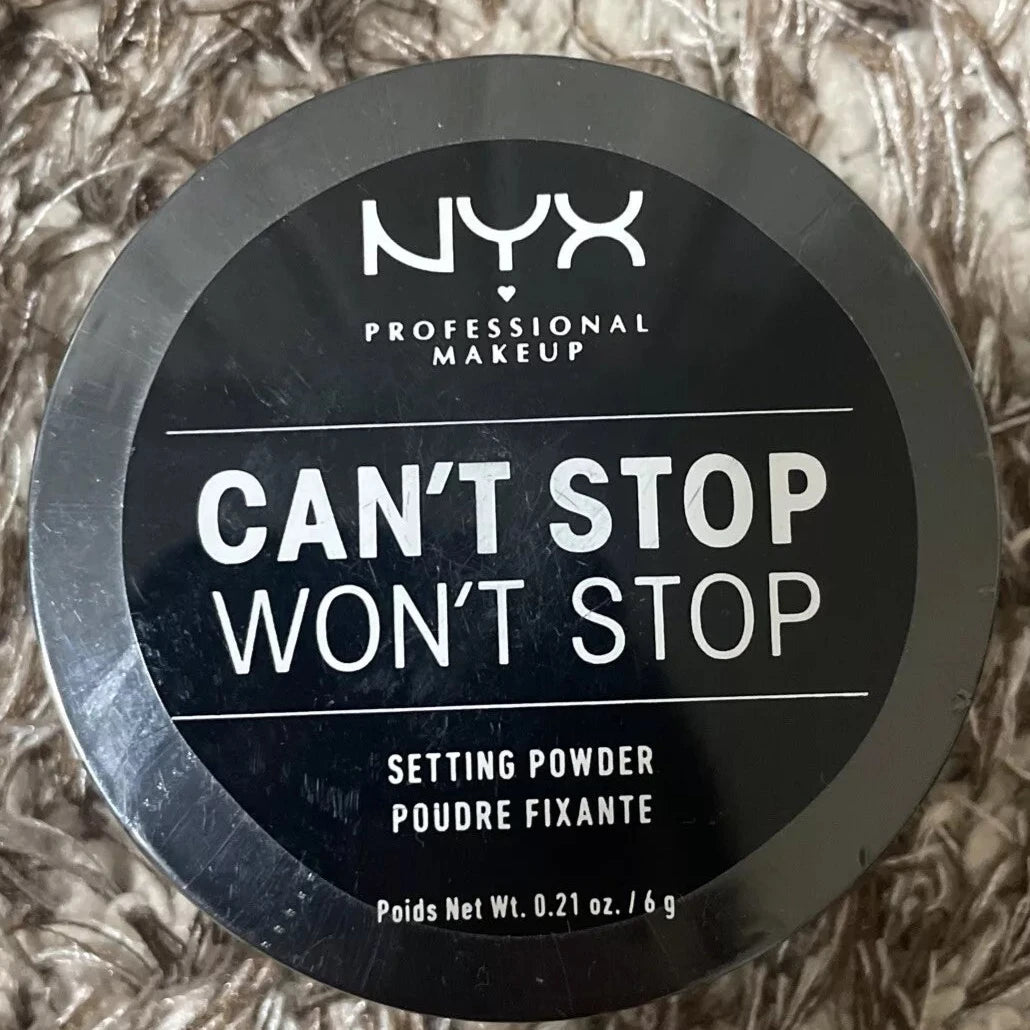 NYX
PROFESSIONAL
MAKEUP
CAN'T STOP
WON'T STOP
SETTING POWDER
POUDRE FIXANTE
Poids Net Wt. 0.21 oz. / 6 g